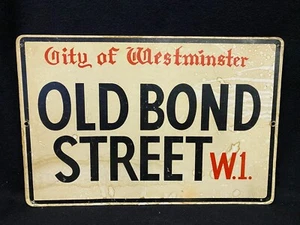 City of Westminster
OLD BOND
STREET W.1.